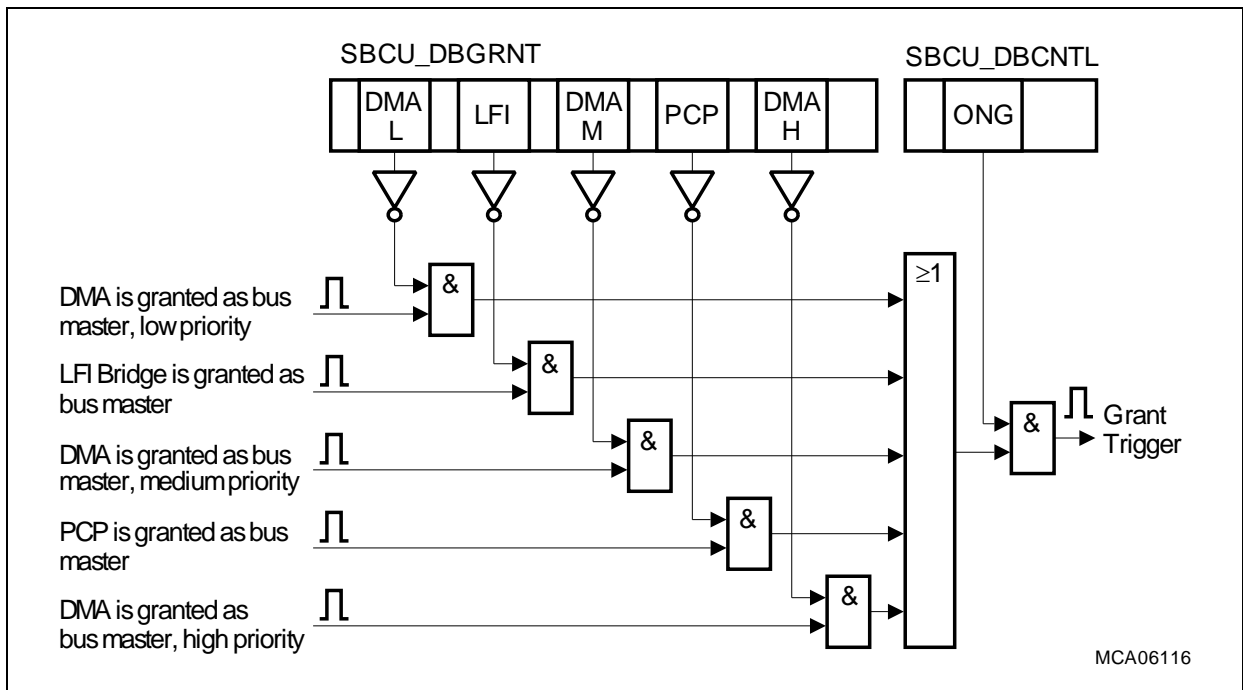 SBCU_DBGRNT
SBCU_DBCNTL
DMA
L
LFI
DMA
M
PCP
DMA
H
ONG
&
≥1
DMA is granted as bus
master, low priority
&
LFI Bridge is granted as
bus master
&
Grant
Trigger
&
DMA is granted as bus
master, medium priority
&
PCP is granted as bus
master
&
DMA is granted as
bus master, high priority
MCA06116